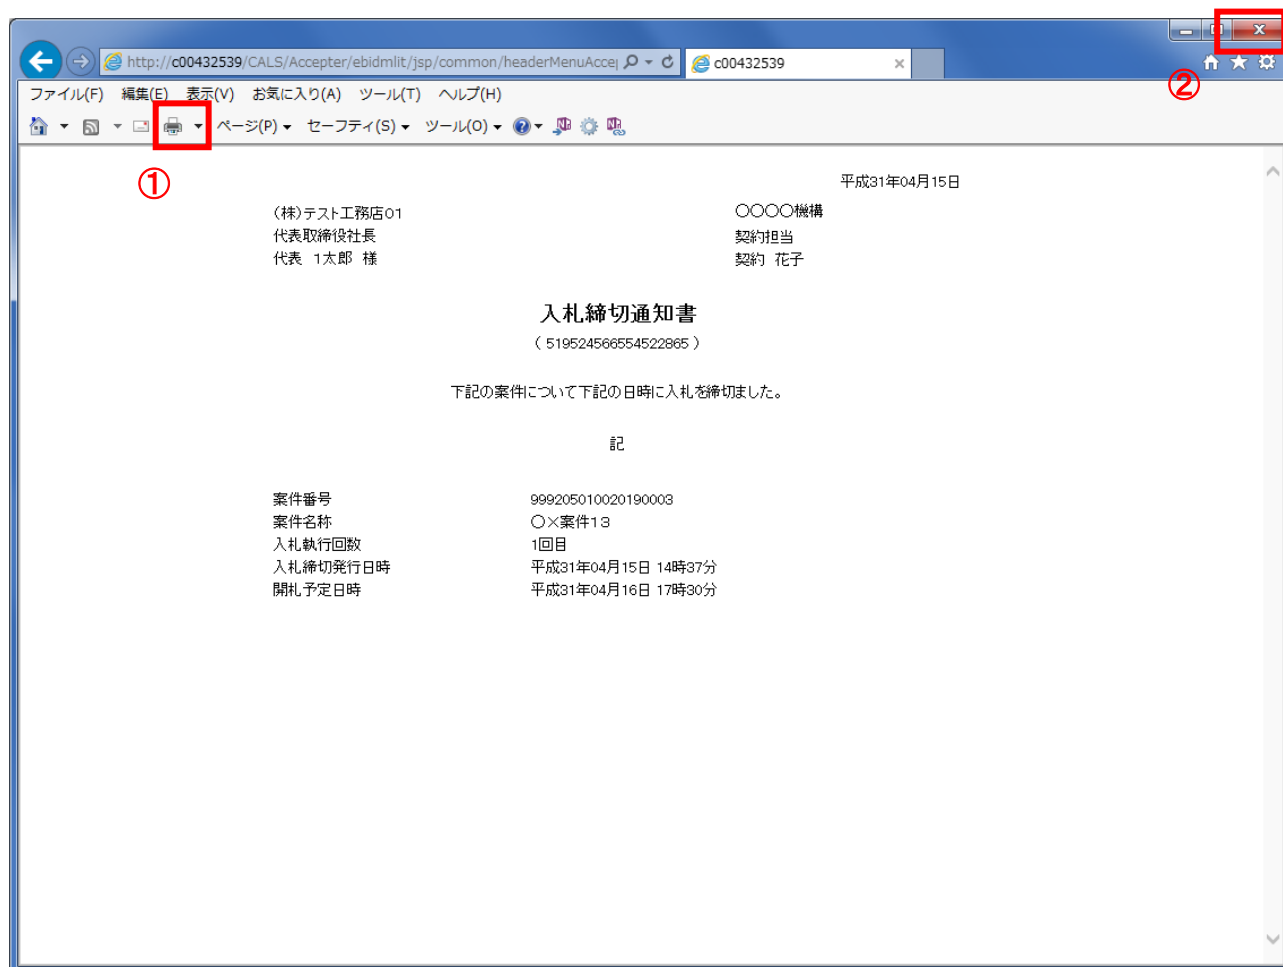 http://c00432539/CALS/Accepter/ebidmlit/jsp/common/headerMenuAcce
c00432539
②
ファイル(F) 編集(E) 表示(V) お気に入り(A) ツール(T) ヘルプ(H)
ページ(P) セーフティ(S) ツール(O)
①
平成31年04月15日
(株)テスト工務店01
〇〇〇〇機構
代表取締役社長
契約担当
代表 1太郎 様
契約 花子
入札締切通知書
( 519524566554522865 )
下記の案件について下記の日時に入札を締切ました。
記
案件番号 999205010020190003
案件名称 〇×案件13
入札執行回数 1回目
入札締切発行日時 平成31年04月15日 14時37分
開札予定日時 平成31年04月16日 17時30分